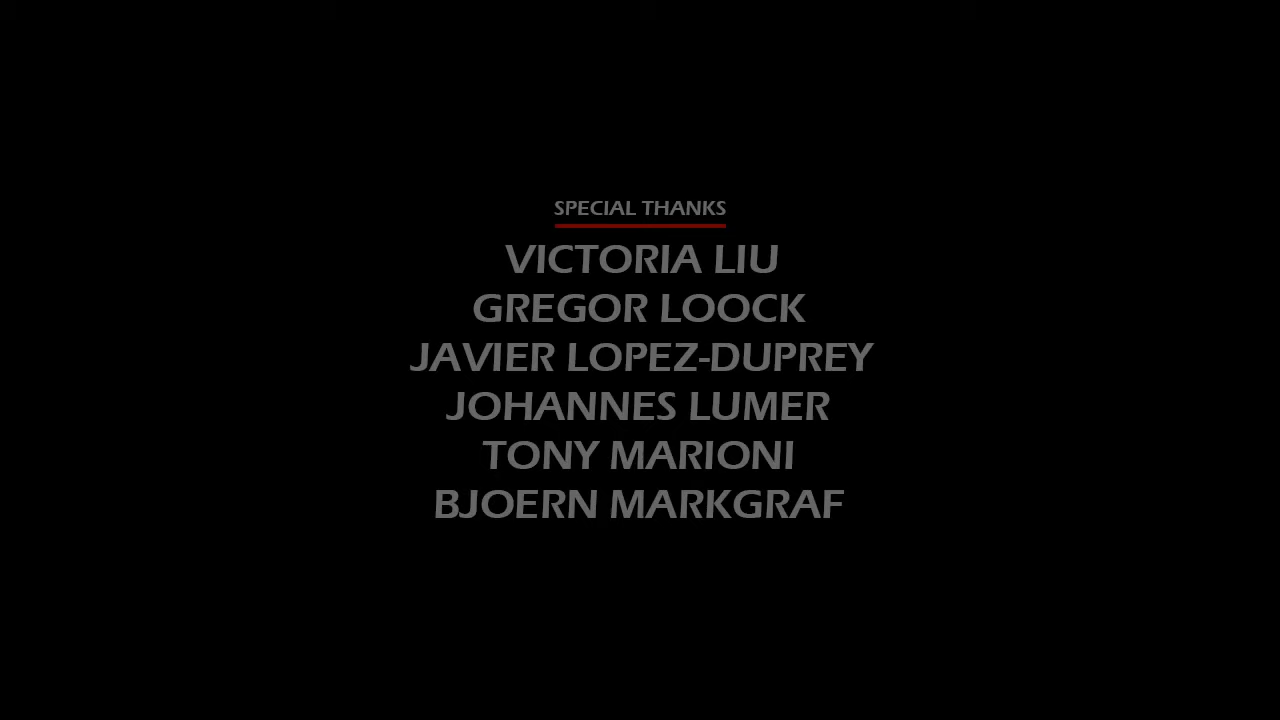 SPECIAL THANKS
VICTORIA LIU
GREGOR LOOCK
JAVIER LOPEZ-DUPREY
JOHANNES LUMER
TONY MARIONI
BJOERN MARKGRAF